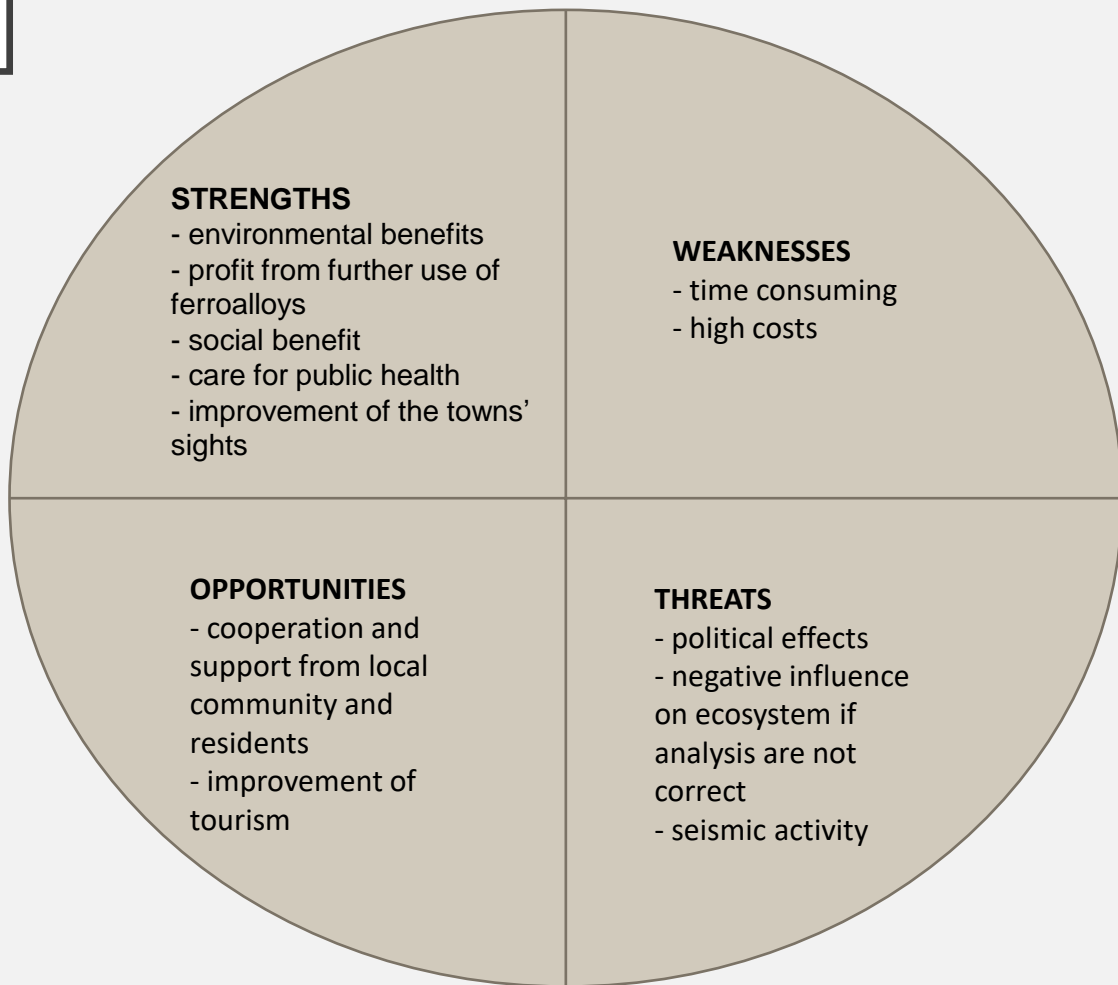 STRENGTHS
- environmental benefits
- profit from further use of
ferroalloys
- social benefit
- care for public health
- improvement of the towns’
sights
WEAKNESSES
- time consuming
- high costs
OPPORTUNITIES
- cooperation and
support from local
community and
residents
- improvement of
tourism
THREATS
- political effects
- negative influence
on ecosystem if
analysis are not
correct
- seismic activity